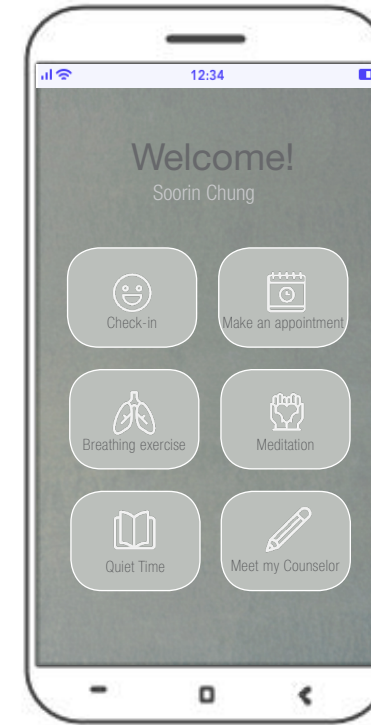 12:34
Welcome!
Soorin Chung
Check-in
Make an appointment
Breathing exercise
Meditation
Quiet Time
Meet my Counselor